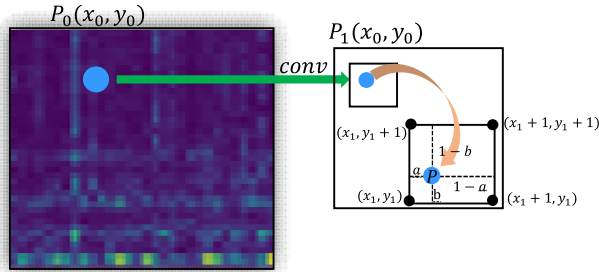 P₀(x₀, y₀)
P₁(x₀, y₀)
conv
(x₁, y₁ + 1)
(x₁ + 1, y₁ + 1)
1 − b
a
P
1 − a
b
(x₁, y₁)
(x₁ + 1, y₁)